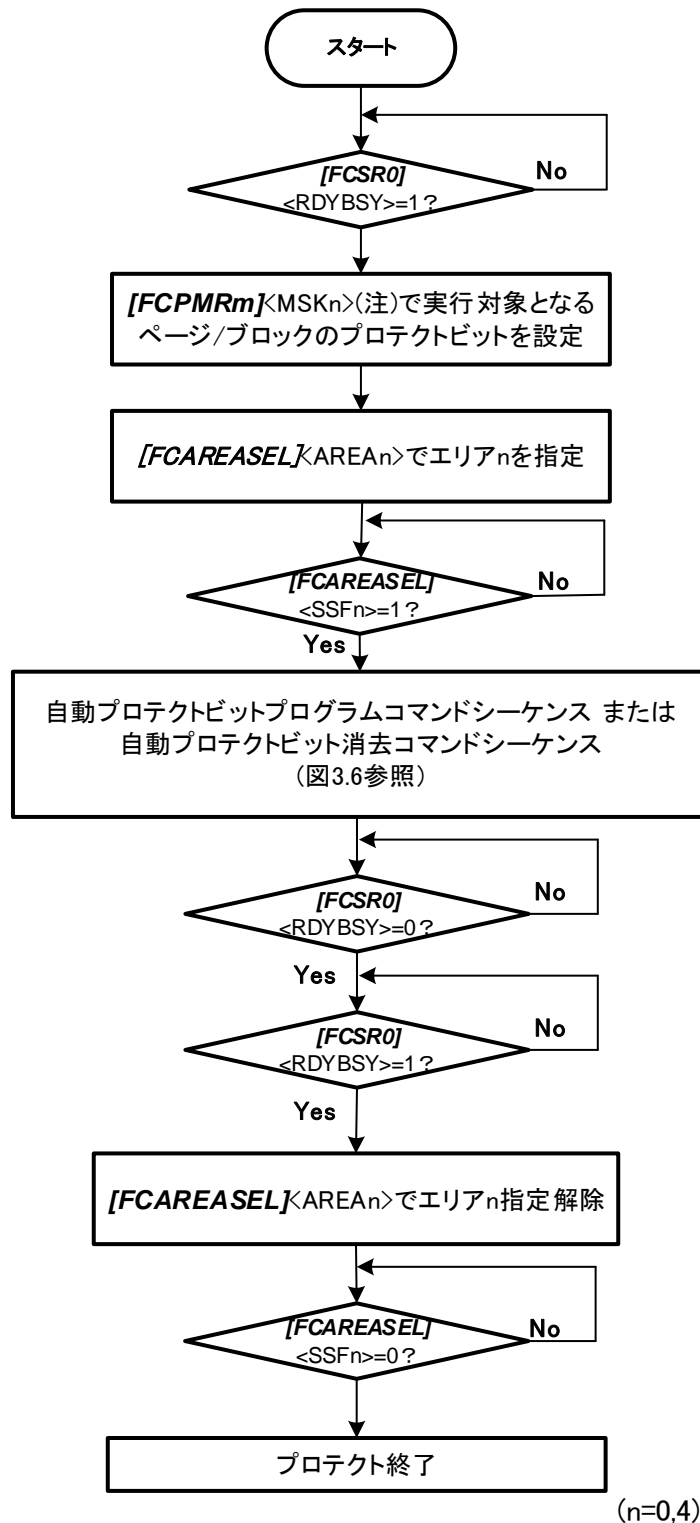 スタート
[FCSR0]
<RDYBSY>=1?
No
[FCPMRm]<MSKn>(注)で実行対象となる
ページ/ブロックのプロテクトビットを設定
[FCAREASEL]<AREAn>でエリアnを指定
[FCAREASEL]
<SSFn>=1?
No
Yes
自動プロテクトビットプログラムコマンドシーケンス または
自動プロテクトビット消去コマンドシーケンス
(図3.6参照)
[FCSR0]
<RDYBSY>=0?
No
Yes
[FCSR0]
<RDYBSY>=1?
No
Yes
[FCAREASEL]<AREAn>でエリアn指定解除
[FCAREASEL]
<SSFn>=0?
No
プロテクト終了
(n=0,4)